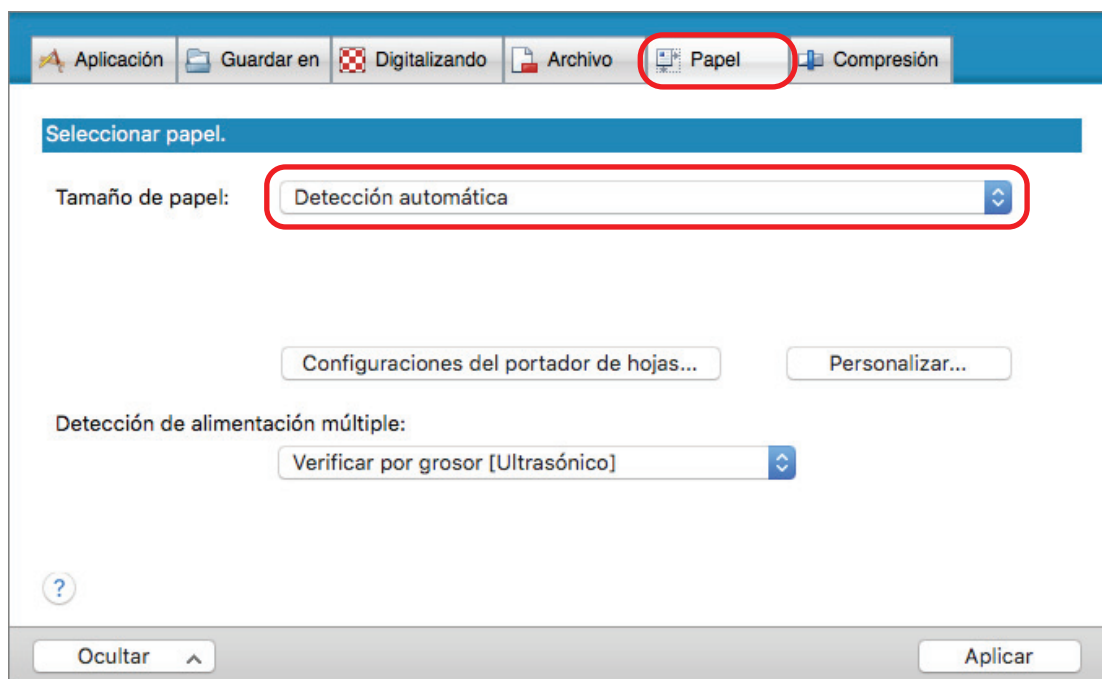 Aplicación Guardar en Digitalizando Archivo Papel Compresión
Seleccionar papel.
Tamaño de papel: Detección automática
Configuraciones del portador de hojas... Personalizar...
Detección de alimentación múltiple:
Verificar por grosor [Ultrasónico]
?
Ocultar Aplicar